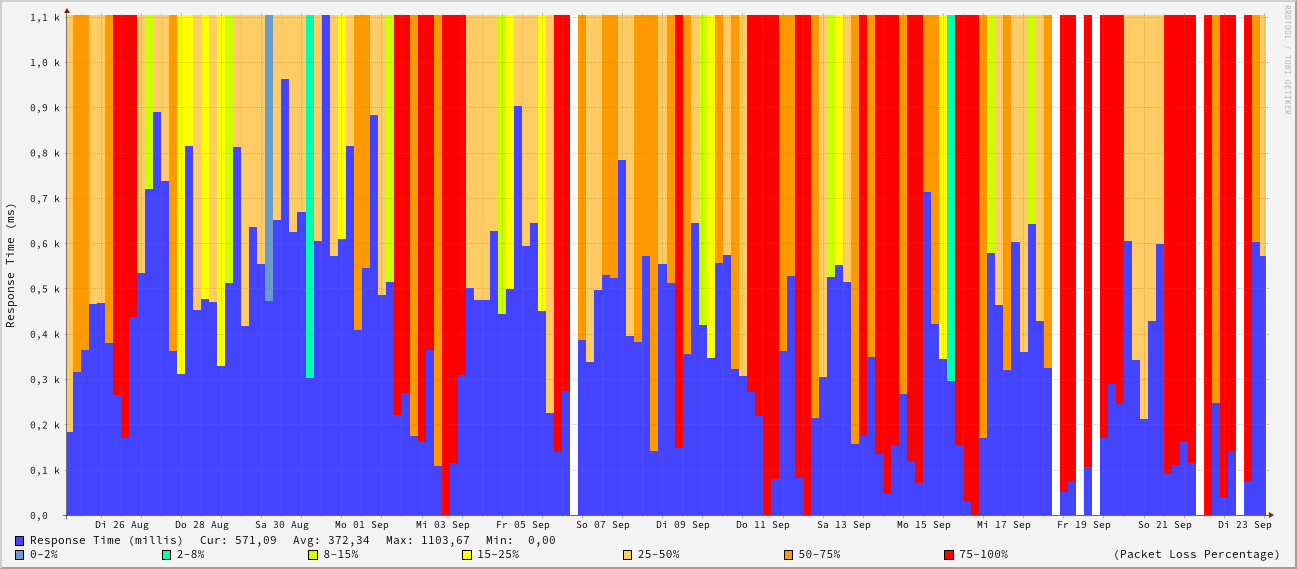 RRDTOOL / TOBI OETIKER
Response Time (ms)
1,1 k
1,0 k
0,9 k
0,8 k
0,7 k
0,6 k
0,5 k
0,4 k
0,3 k
0,2 k
0,1 k
0,0
Di 26 Aug Do 28 Aug Sa 30 Aug Mo 01 Sep Mi 03 Sep Fr 05 Sep So 07 Sep Di 09 Sep Do 11 Sep Sa 13 Sep Mo 15 Sep Mi 17 Sep Fr 19 Sep So 21 Sep Di 23 Sep
Response Time (millis) Cur: 571,09 Avg: 372,34 Max: 1103,67 Min: 0,00
0-2% 2-8% 8-15% 15-25% 25-50% 50-75% 75-100% (Packet Loss Percentage)